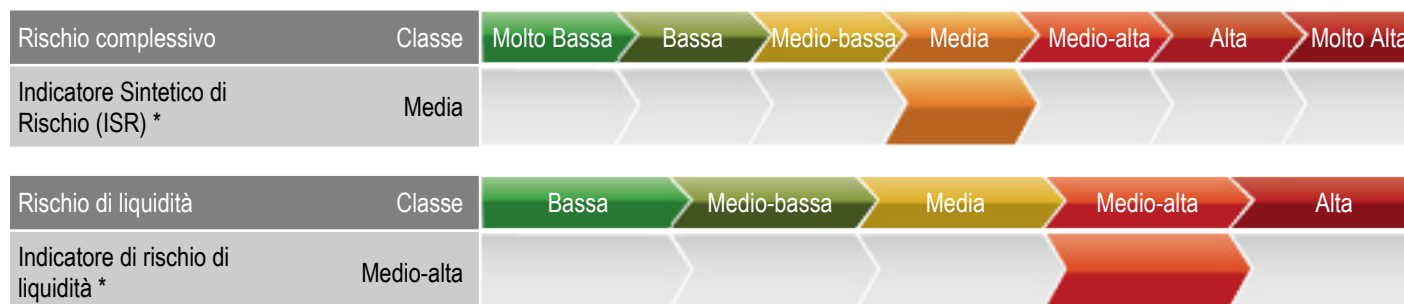 Rischio complessivo Classe Molto Bassa Bassa Medio-bassa Media Medio-alta Alta Molto Alta
Indicatore Sintetico di
Rischio (ISR) * Media
Rischio di liquidità Classe Bassa Medio-bassa Media Medio-alta Alta
Indicatore di rischio di
liquidità * Medio-alta